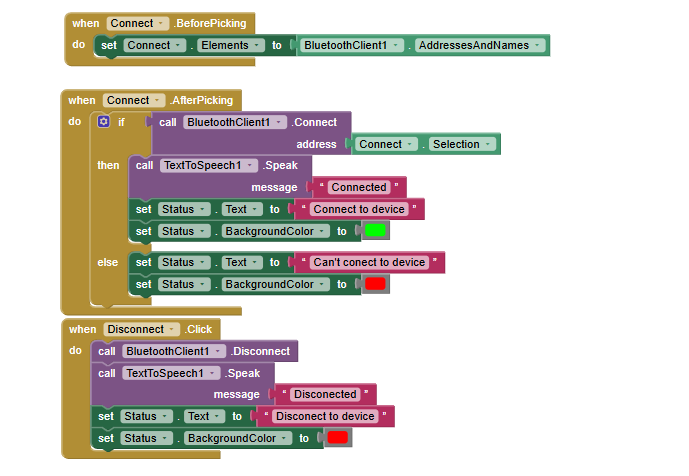 when Connect .BeforePicking
do set Connect . Elements to BluetoothClient1 . AddressesAndNames
when Connect .AfterPicking
do if call BluetoothClient1 .Connect
address Connect . Selection
then call TextToSpeech1 .Speak
message “ Connected ”
set Status . Text to “ Connect to device ”
set Status . BackgroundColor to
else set Status . Text to “ Can't conect to device ”
set Status . BackgroundColor to
when Disconnect .Click
do call BluetoothClient1 .Disconnect
call TextToSpeech1 .Speak
message “ Disconected ”
set Status . Text to “ Disconect to device ”
set Status . BackgroundColor to